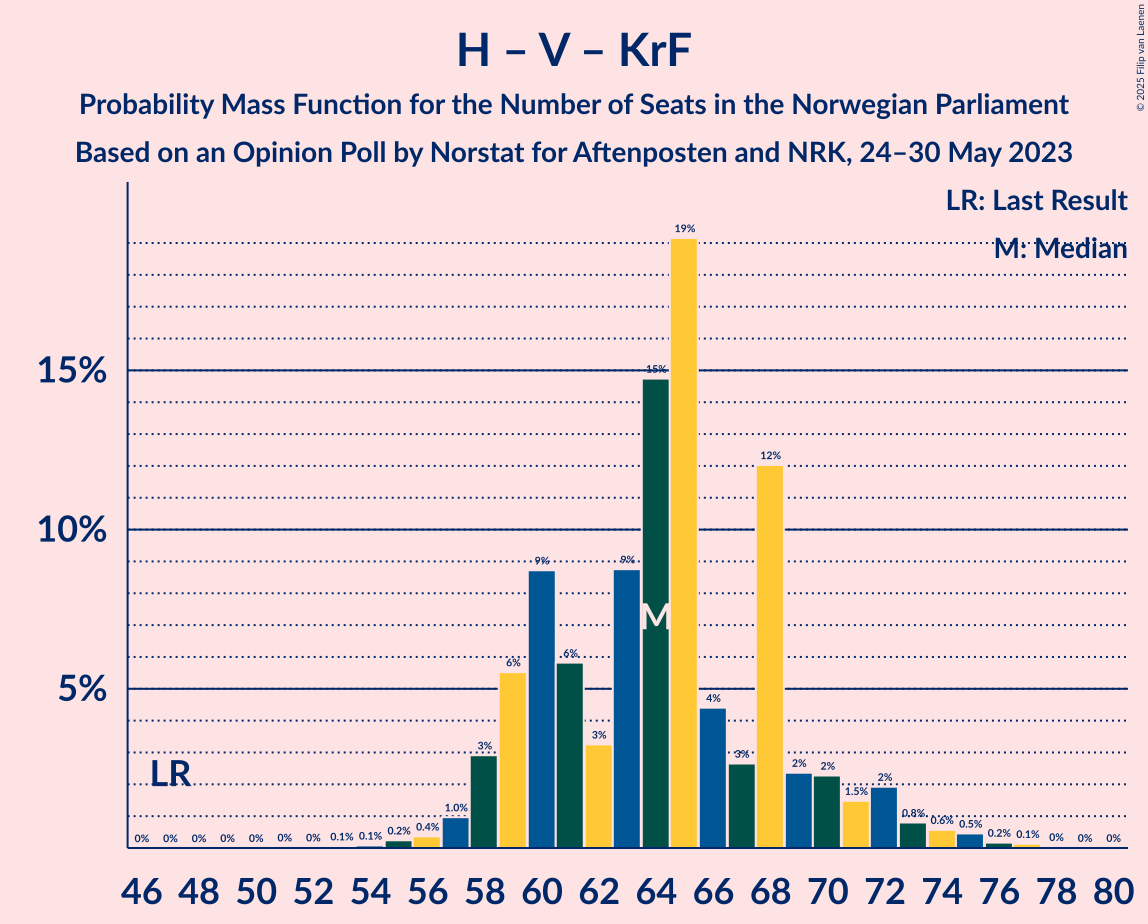 H – V – KrF
Probability Mass Function for the Number of Seats in the Norwegian Parliament
Based on an Opinion Poll by Norstat for Aftenposten and NRK, 24–30 May 2023
© 2025 Filip van Laenen
LR: Last Result
M: Median
15%
10%
5%
LR
M
0% 0% 0% 0% 0% 0% 0% 0.1% 0.1% 0.2% 0.4% 1.0% 3% 6% 9% 6% 3% 9% 15% 19% 4% 3% 12% 2% 2% 1.5% 2% 0.8% 0.6% 0.5% 0.2% 0.1% 0% 0% 0%
46 48 50 52 54 56 58 60 62 64 66 68 70 72 74 76 78 80